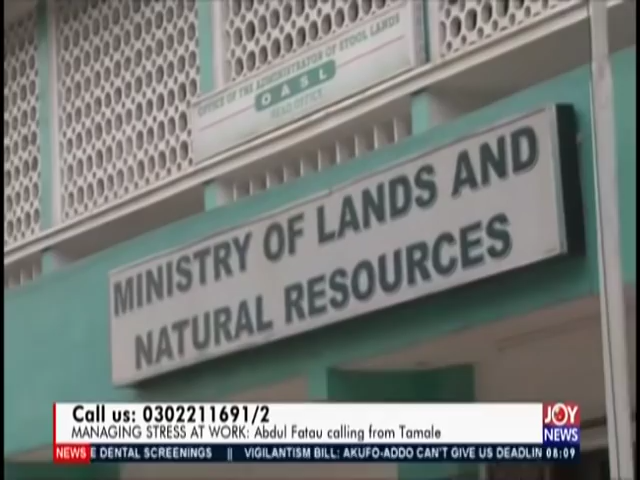 OFFICE OF THE ADMINISTRATOR OF STOOL LANDS
OASL
HEAD OFFICE
MINISTRY OF LANDS AND
NATURAL RESOURCES
Call us: 0302211691/2
MANAGING STRESS AT WORK: Abdul Fatau calling from Tamale
JOY
NEWS
NEWS E DENTAL SCREENINGS || VIGILANTISM BILL: AKUFO-ADDO CAN'T GIVE US DEADLIN 08:09